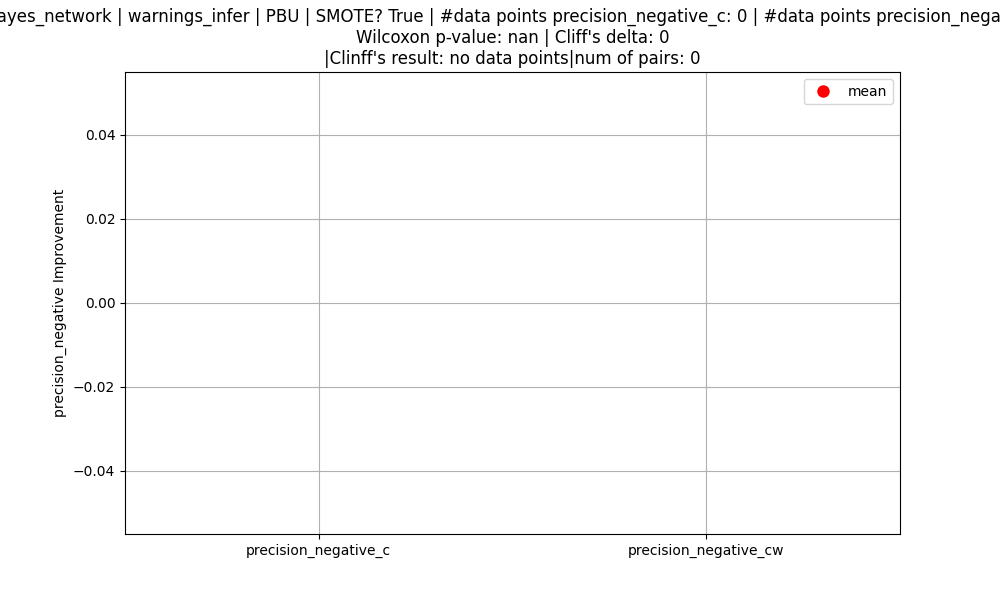 ayes_network | warnings_infer | PBU | SMOTE? True | #data points precision_negative_c: 0 | #data points precision_nega
Wilcoxon p-value: nan | Cliff's delta: 0
|Clinff's result: no data points|num of pairs: 0
mean
0.04
0.02
0.00
−0.02
−0.04
precision_negative Improvement
precision_negative_c
precision_negative_cw